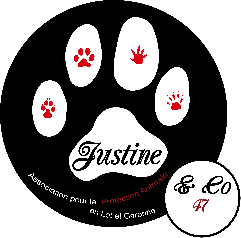 Justine
Association pour la Protection Animale
en Lot et Garonne
& Co
47